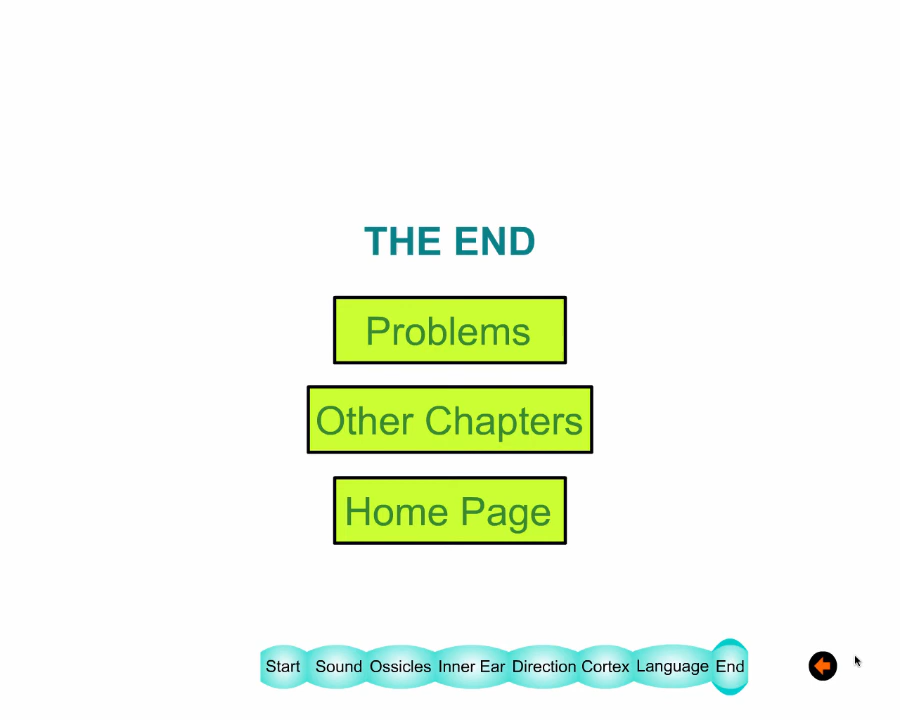 THE END
Problems
Other Chapters
Home Page
Start Sound Ossicles Inner Ear Direction Cortex Language End